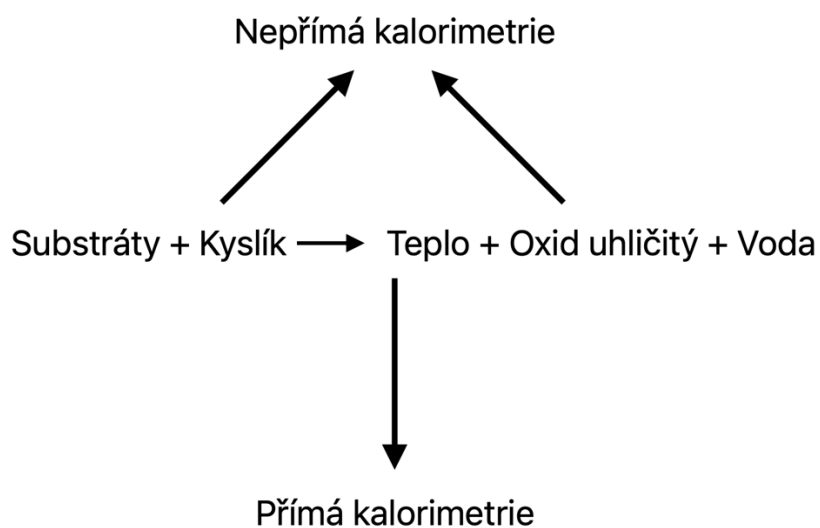 Nepřímá kalorimetrie
Substráty + Kyslík → Teplo + Oxid uhličitý + Voda
Přímá kalorimetrie